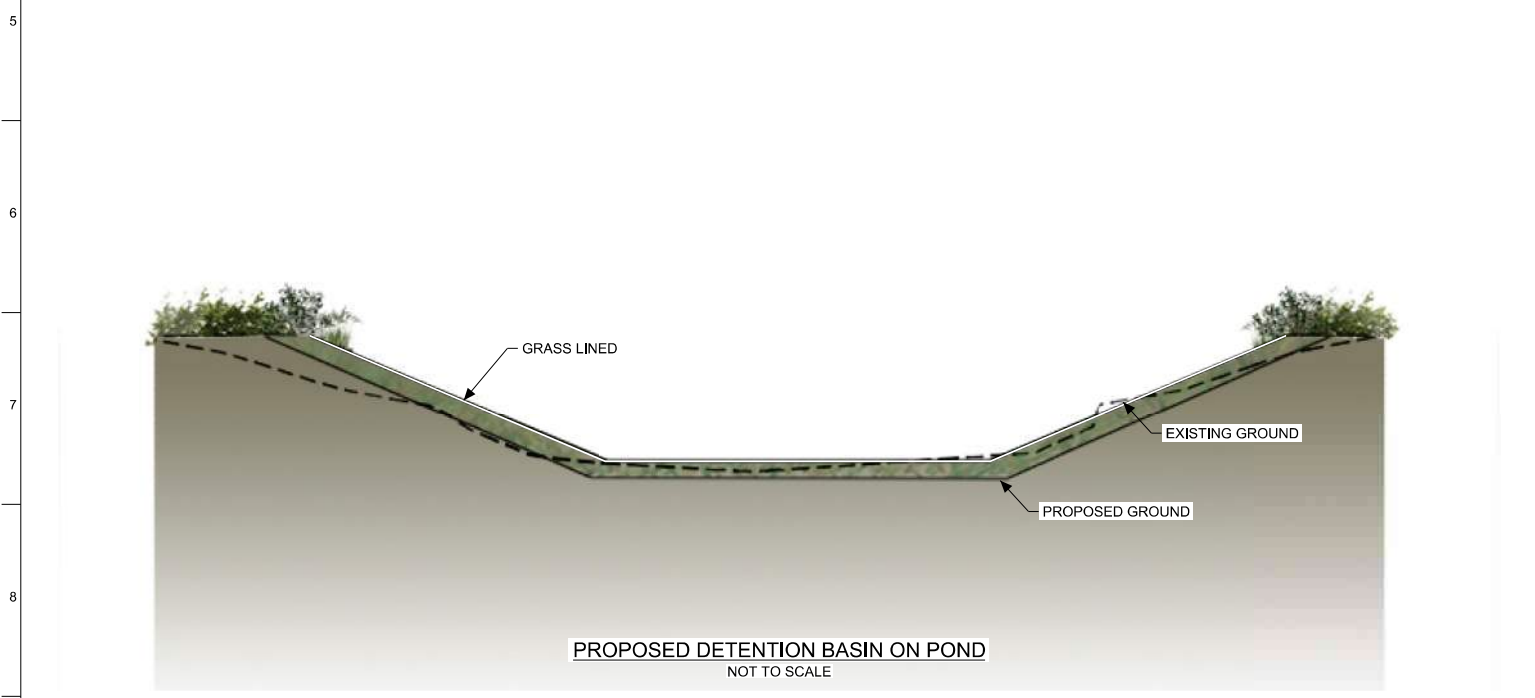 5
6
GRASS LINED
7
EXISTING GROUND
PROPOSED GROUND
8
PROPOSED DETENTION BASIN ON POND
NOT TO SCALE